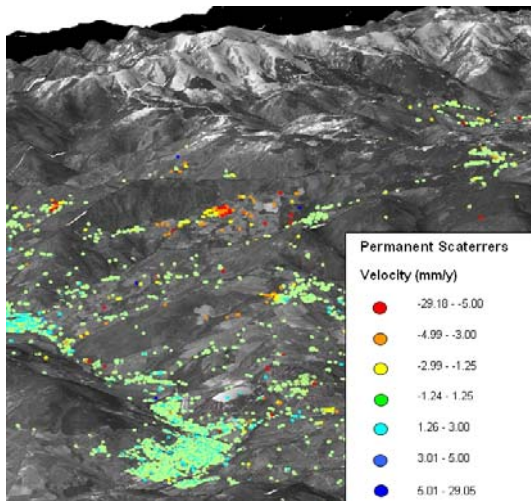 Permanent Scaterrers
Velocity (mm/y)
-29.18 - -5.00
-4.99 - -3.00
-2.99 - -1.25
-1.24 - 1.25
1.26 - 3.00
3.01 - 5.00
5.01 - 29.05